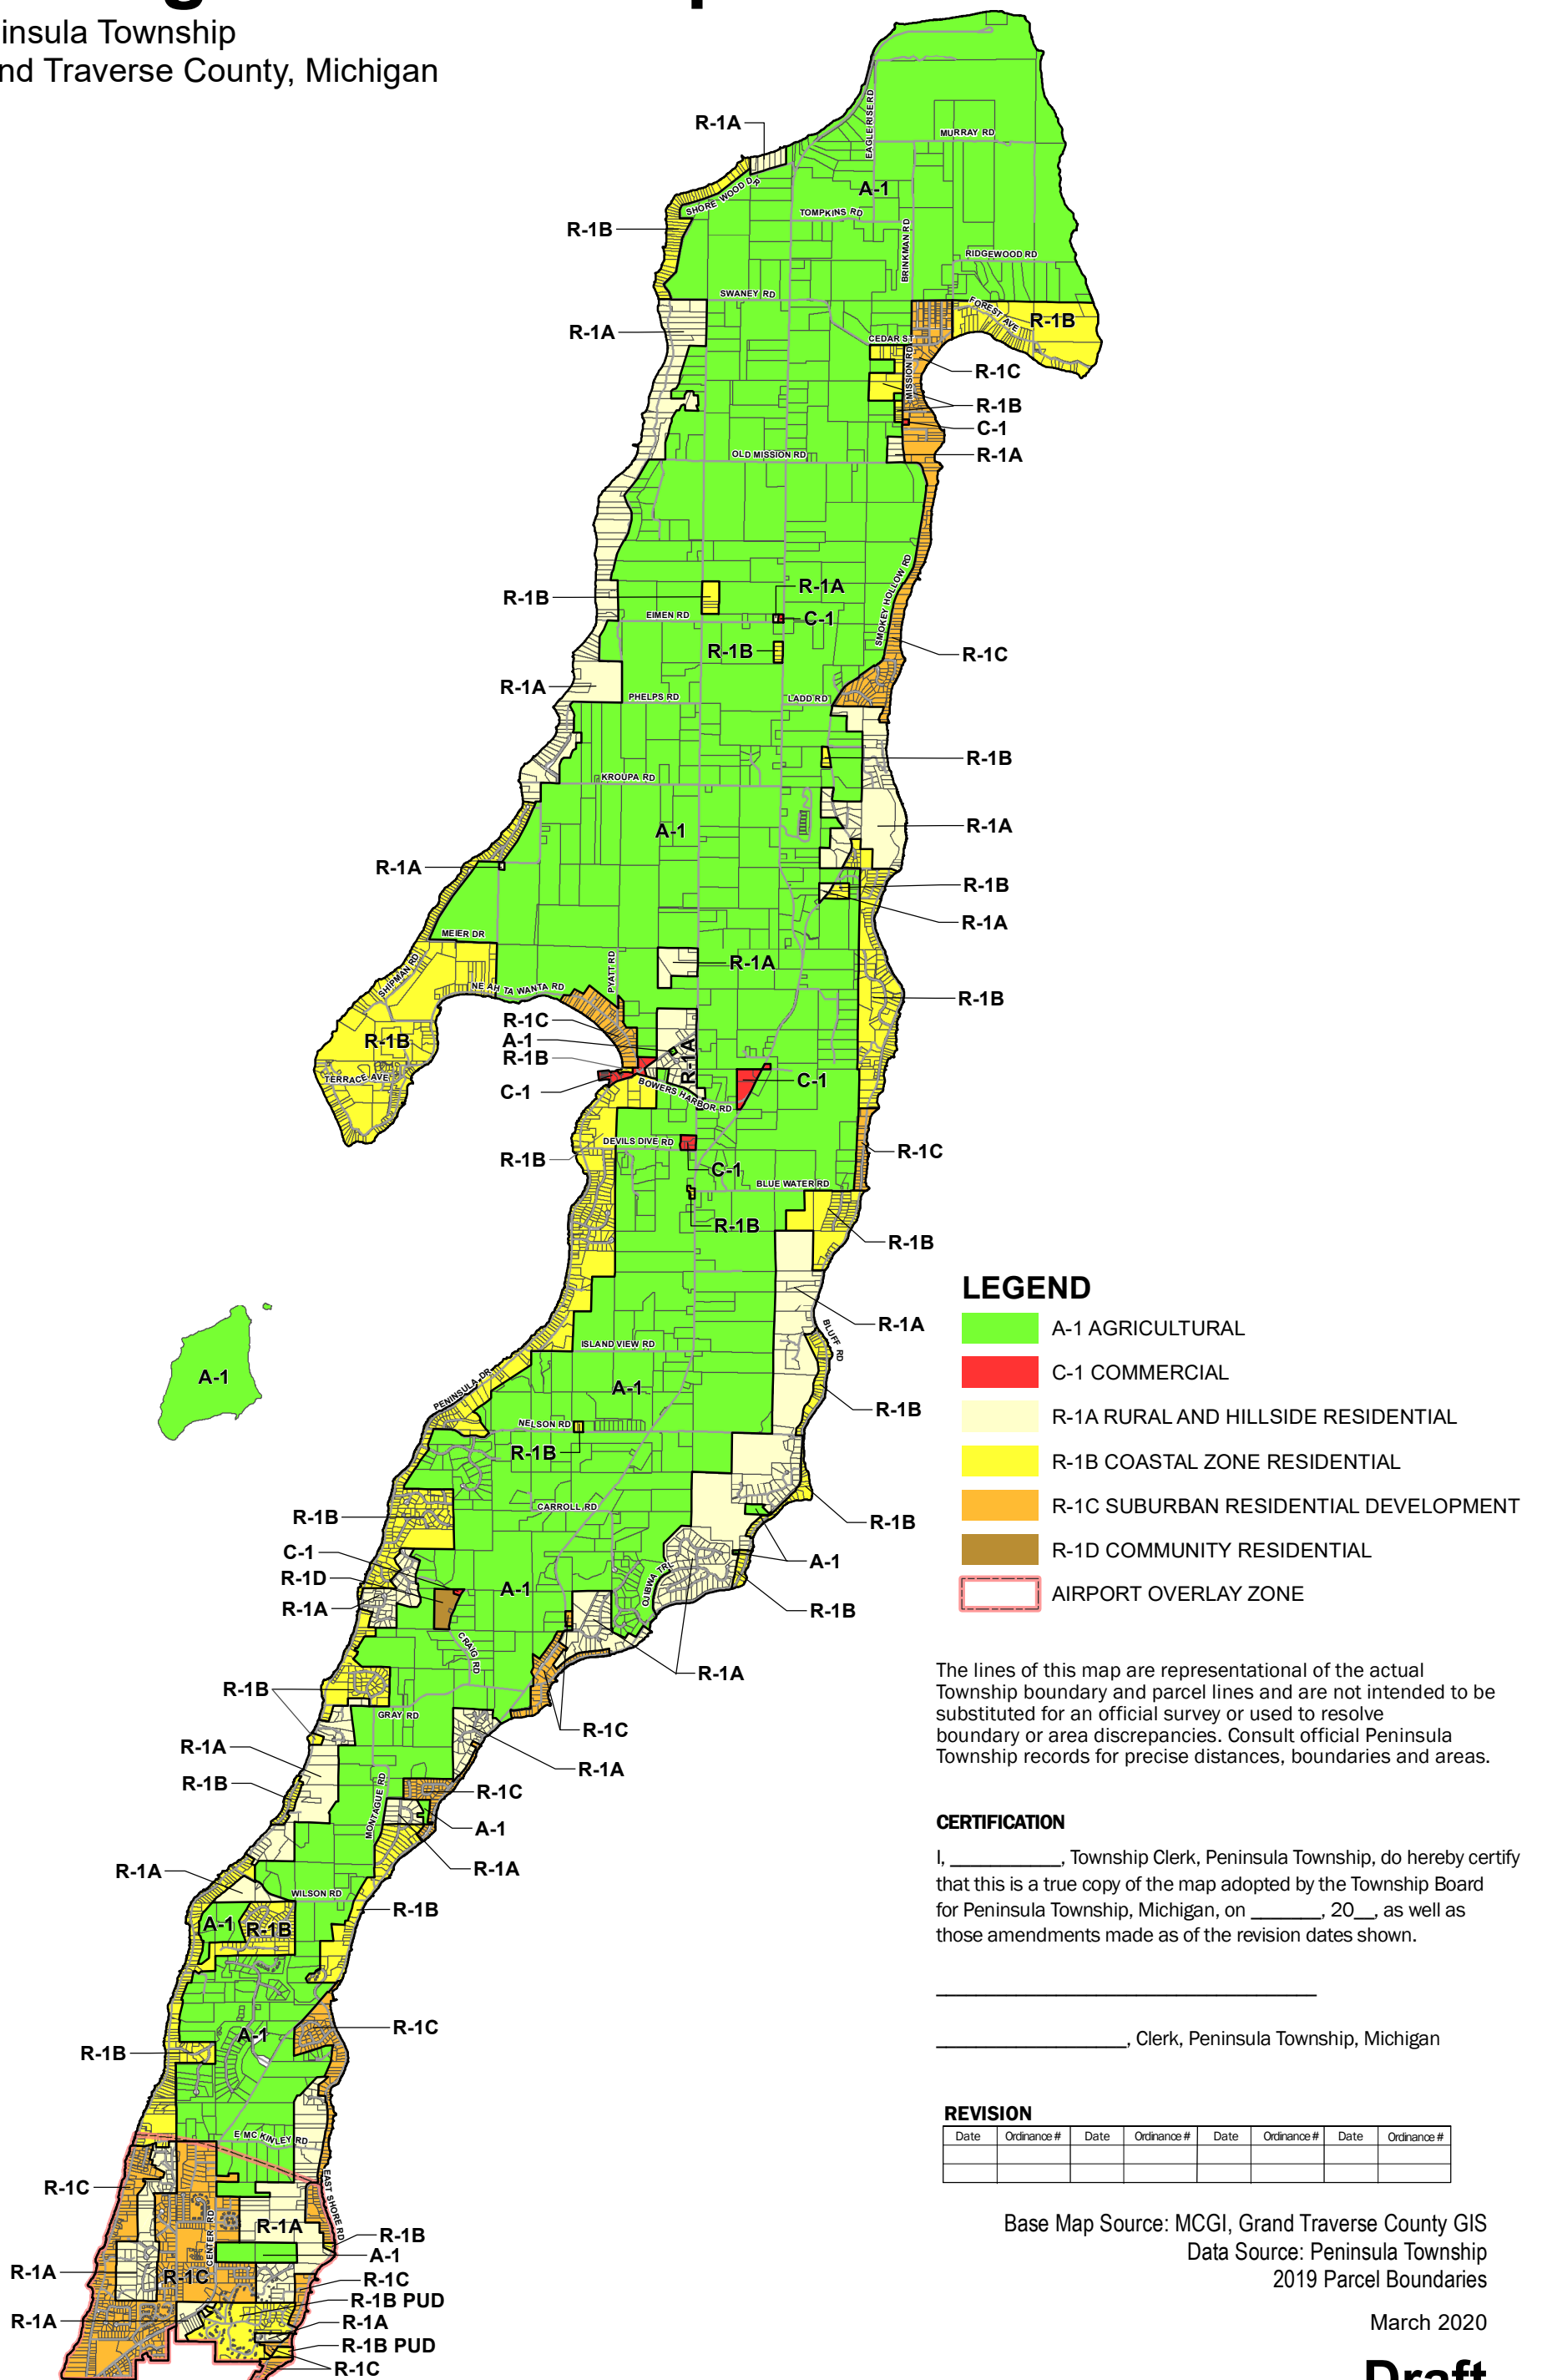 insula Township
nd Traverse County, Michigan
R-1A
EAGLE RISE RD
MURRAY RD
A-1
SHORE WOOD DR
TOMPKINS RD
R-1B
BRINKMAN RD
RIDGEWOOD RD
SWANEY RD
FOREST AVE
R-1B
R-1A
CEDAR ST
MISSION RD
R-1C
R-1B
C-1
OLD MISSION RD
R-1A
SMOKEY HOLLOW RD
R-1A
R-1B
EIMEN RD
C-1
R-1B
R-1C
R-1A
PHELPS RD
LADD RD
R-1B
KROUPA RD
R-1A
A-1
R-1A
R-1B
R-1A
MEIER DR
SHIPMAN RD
PYATT RD
R-1A
NE AH TA WANTA RD
R-1B
R-1C
A-1
R-1B
R-1B
R-1A
TERRACE AVE
C-1
C-1
BOWERS HARBOR RD
DEVILS DIVE RD
R-1C
R-1B
C-1
BLUE WATER RD
R-1B
R-1B
LEGEND
A-1 AGRICULTURAL
C-1 COMMERCIAL
R-1A RURAL AND HILLSIDE RESIDENTIAL
R-1B COASTAL ZONE RESIDENTIAL
R-1C SUBURBAN RESIDENTIAL DEVELOPMENT
R-1D COMMUNITY RESIDENTIAL
AIRPORT OVERLAY ZONE
R-1A
BLUFF RD
ISLAND VIEW RD
A-1
A-1
PENINSULA DR
R-1B
NELSON RD
R-1B
CARROLL RD
R-1B
R-1B
C-1
A-1
R-1D
A-1
OJIBWA TRL
R-1A
R-1B
CRAIG RD
R-1A
R-1B
GRAY RD
R-1C
R-1A
R-1A
R-1B
R-1C
MONTAGUE RD
A-1
R-1A
R-1A
WILSON RD
R-1B
A-1
R-1B
R-1C
A-1
R-1B
E MC KINLEY RD
R-1C
EAST SHORE RD
CENTER RD
R-1A
R-1B
A-1
R-1A
R-1C
R-1C
R-1B PUD
R-1A
R-1A
R-1B PUD
R-1C
The lines of this map are representational of the actual
Township boundary and parcel lines and are not intended to be
substituted for an official survey or used to resolve
boundary or area discrepancies. Consult official Peninsula
Township records for precise distances, boundaries and areas.
CERTIFICATION
I, ___________, Township Clerk, Peninsula Township, do hereby certify
that this is a true copy of the map adopted by the Township Board
for Peninsula Township, Michigan, on _______, 20__, as well as
those amendments made as of the revision dates shown.
______________________________________
___________________, Clerk, Peninsula Township, Michigan
REVISION
Date Ordinance # Date Ordinance # Date Ordinance # Date Ordinance #
Base Map Source: MCGI, Grand Traverse County GIS
Data Source: Peninsula Township
2019 Parcel Boundaries
March 2020
Draft